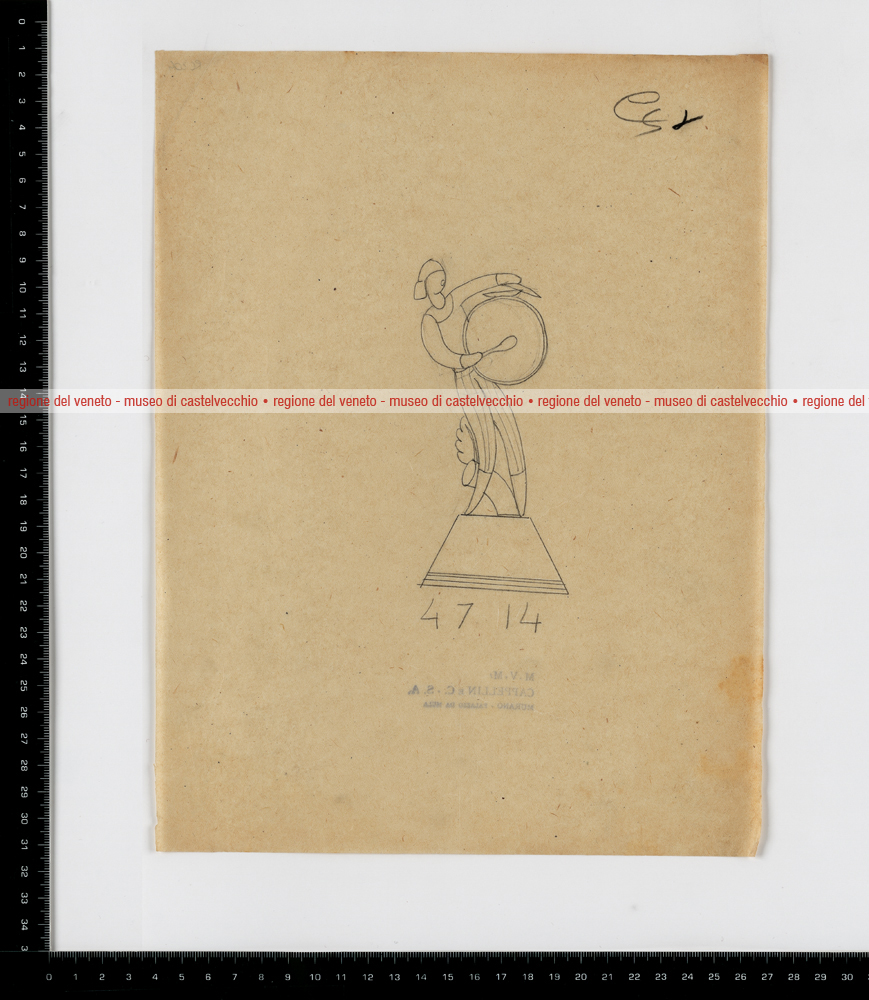 regione del veneto - museo di castelvecchio • regione del veneto - museo di castelvecchio • regione del veneto - museo di castelvecchio • regione del
47 14
M.V.M.
CAPPELLIN e C. - S. A.
MURANO - PALAZZO DA MULA
0 1 2 3 4 5 6 7 8 9 10 11 12 13 15 16 17 18 19 20 21 22 23 24 25 26 27 28 29 30 31 32 33 34
0 1 2 3 4 5 6 7 8 9 10 11 12 13 14 15 16 17 18 19 20 21 22 23 24 25 26 27 28 29 30